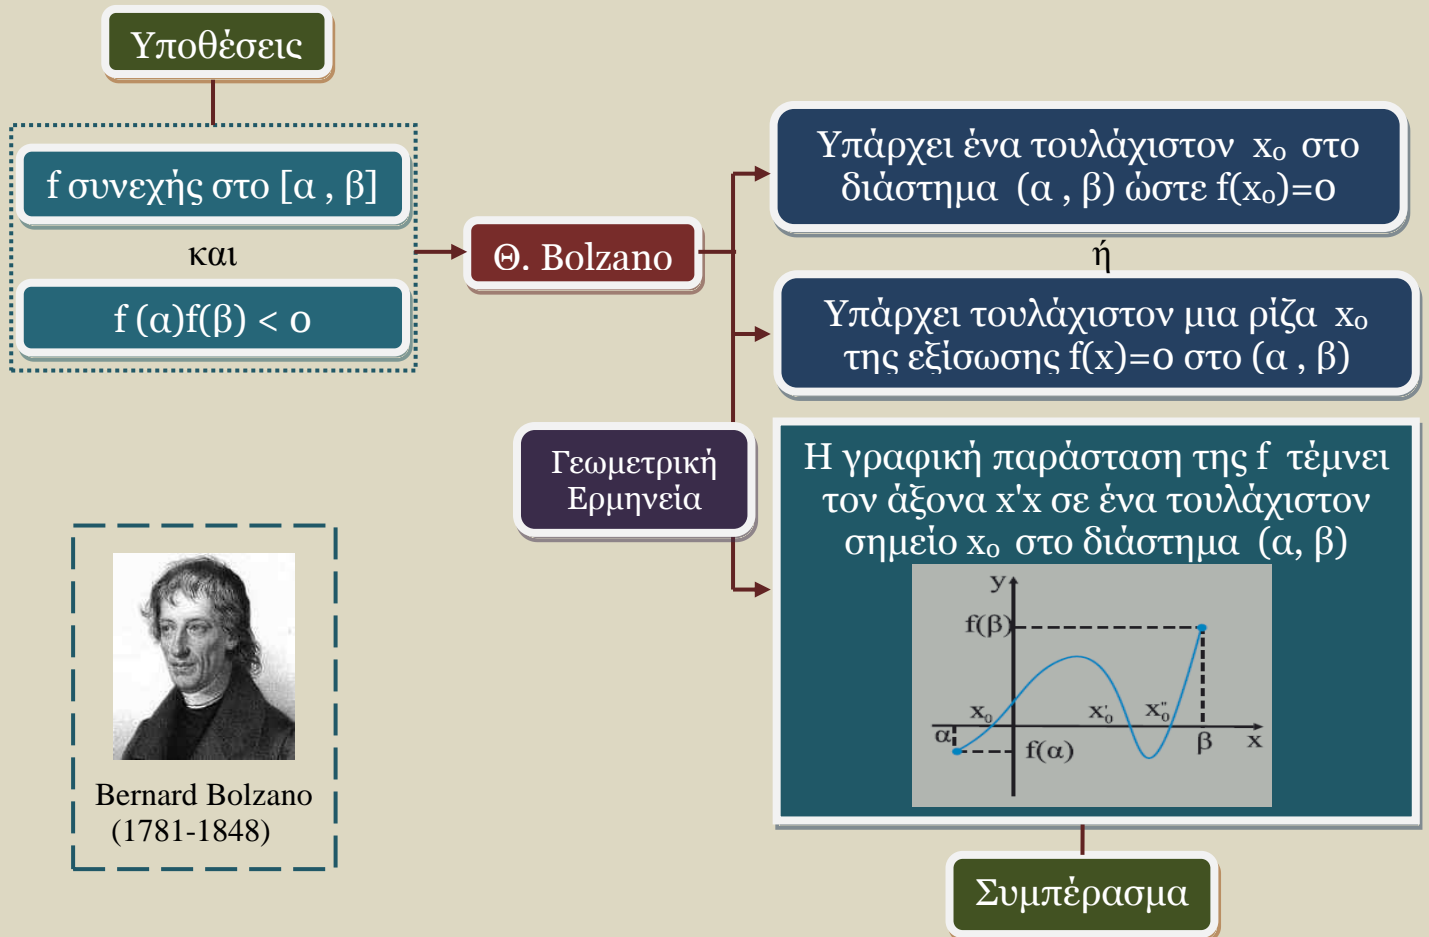 Υποθέσεις
f συνεχής στο [α , β]
και
f (α)f(β) < 0
Θ. Bolzano
Υπάρχει ένα τουλάχιστον x₀ στο
διάστημα (α , β) ώστε f(x₀)=0
ή
Υπάρχει τουλάχιστον μια ρίζα x₀
της εξίσωσης f(x)=0 στο (α , β)
Γεωμετρική
Ερμηνεία
Η γραφική παράσταση της f τέμνει
τον άξονα x'x σε ένα τουλάχιστον
σημείο x₀ στο διάστημα (α, β)
y
f(β)
x₀ x₀' x₀''
α β x
f(α)
Bernard Bolzano
(1781-1848)
Συμπέρασμα